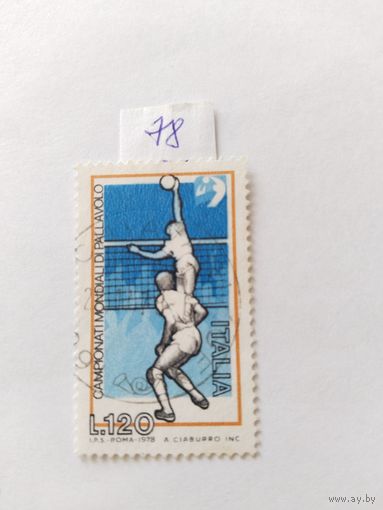 78
CAMPIONATI MONDIALI DI PALLAVOLO
ITALIA
L.120
I.P.S.-ROMA-1978 A CIABURRO INC
www.ay.by